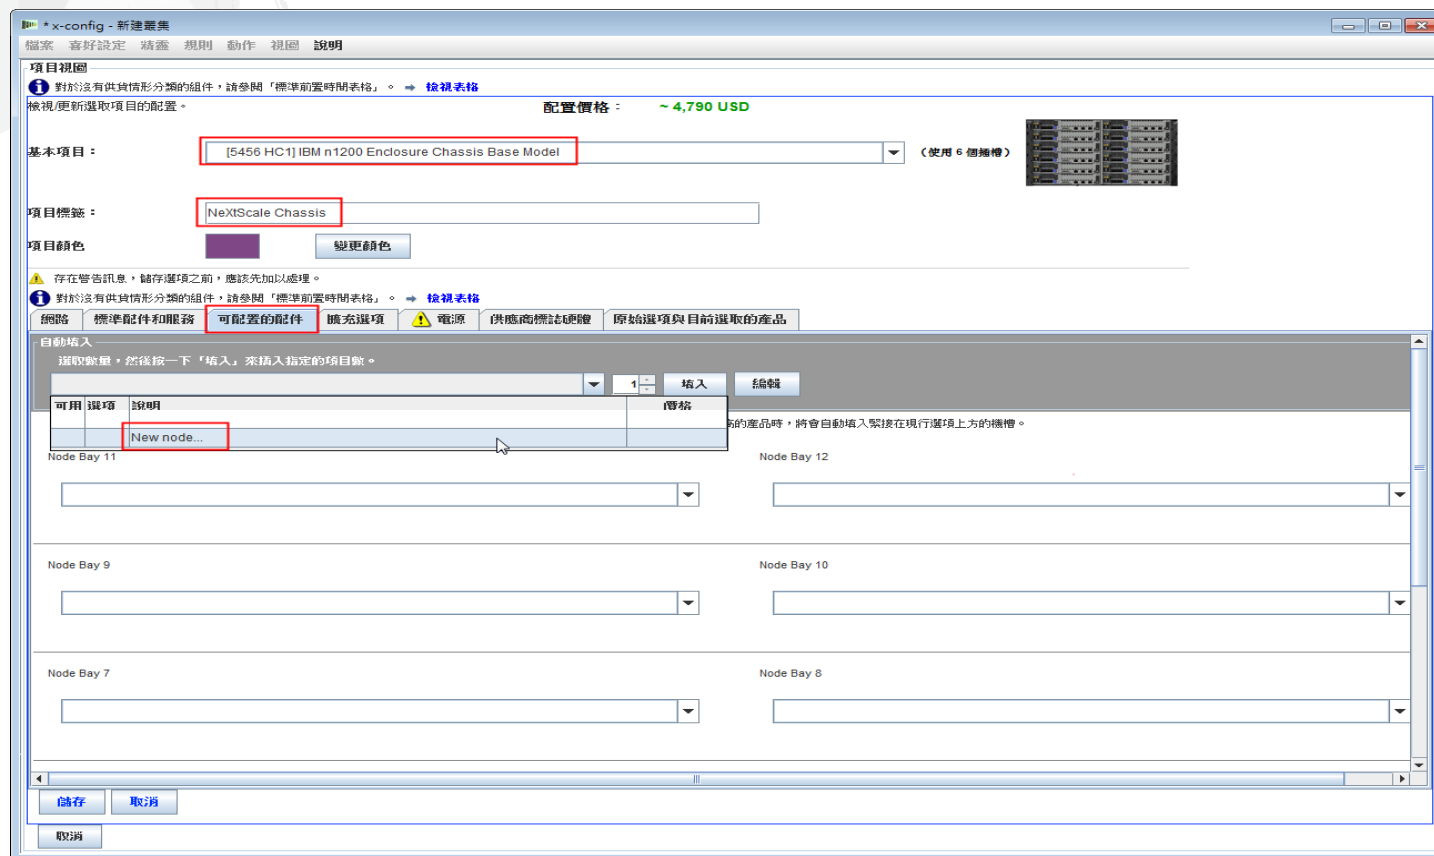 * x-config - 新建叢集
檔案 喜好設定 精靈 規則 動作 視圖 說明
項目視圖
對於沒有供貨情形分類的組件，請參閱「標準前置時間表格」。 檢視表格
檢視/更新選取項目的配置。 配置價格： ~ 4,790 USD
基本項目： [5456 HC1] IBM n1200 Enclosure Chassis Base Model (使用 6 個插槽)
項目標籤： NeXtScale Chassis
項目顏色 變更顏色
存在警告訊息，儲存選項之前，應該先加以處理。
對於沒有供貨情形分類的組件，請參閱「標準前置時間表格」。 檢視表格
網路 標準配件和服務 可配置的配件 擴充選項 電源 供應商標誌硬體 原始選項與目前選取的產品
自動填入
選取數量，然後按一下「填入」來插入指定的項目數。
1 填入 編輯
可用 選項 說明 價格
的產品時，將會自動填入緊接在現行選項上方的機槽。
New node...
Node Bay 11 Node Bay 12
Node Bay 9 Node Bay 10
Node Bay 7 Node Bay 8
儲存 取消
取消